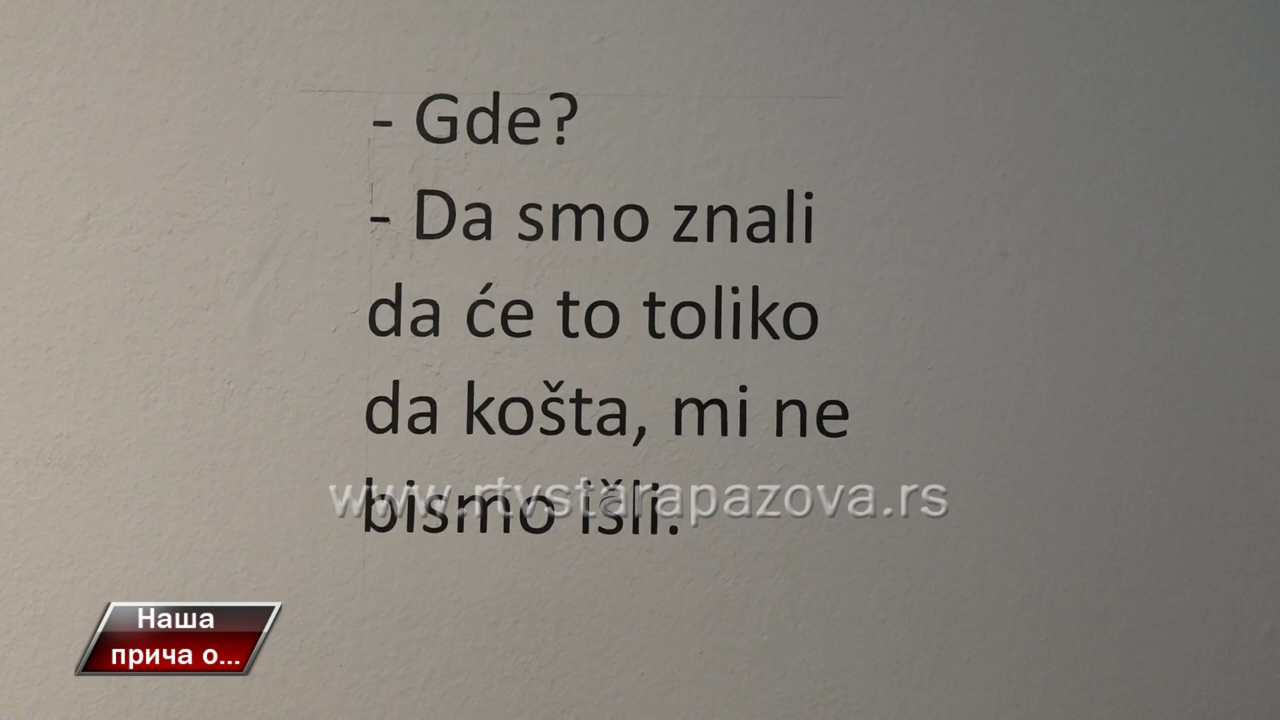 - Gde?
- Da smo znali
da će to toliko
da košta, mi ne
bismo išli.
www.rtvstarapazova.rs
Наша
прича о...